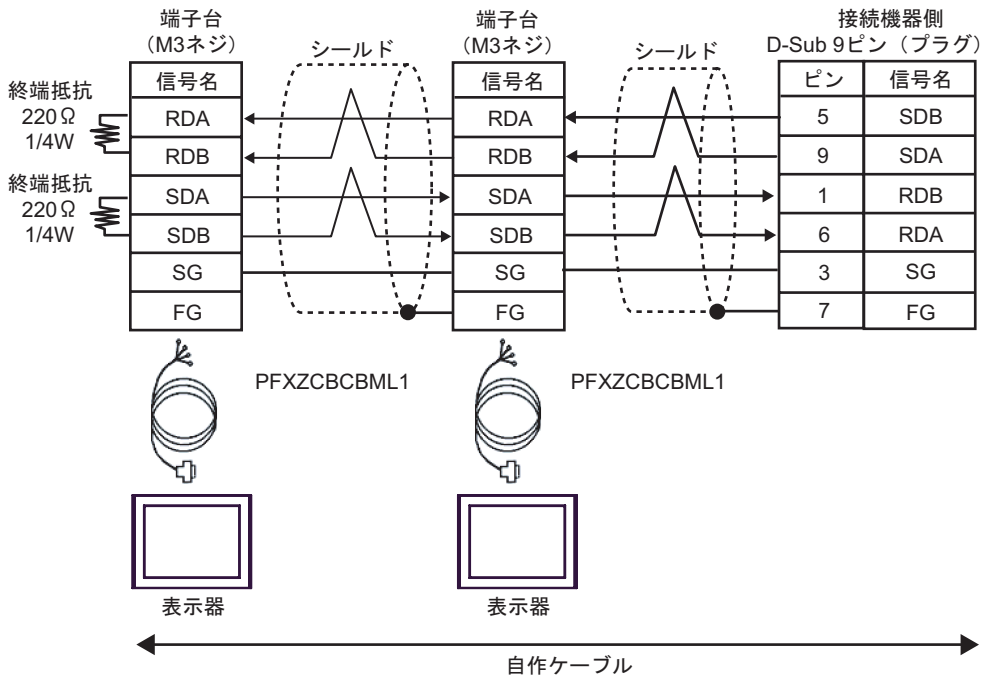 端子台
（M3ネジ）
端子台
（M3ネジ）
接続機器側
D-Sub 9ピン（プラグ）
シールド
シールド
終端抵抗
220Ω
1/4W
終端抵抗
220Ω
1/4W
信号名
RDA
RDB
SDA
SDB
SG
FG
信号名
RDA
RDB
SDA
SDB
SG
FG
ピン 信号名
5 SDB
9 SDA
1 RDB
6 RDA
3 SG
7 FG
PFXZCBCBML1
PFXZCBCBML1
表示器
表示器
自作ケーブル